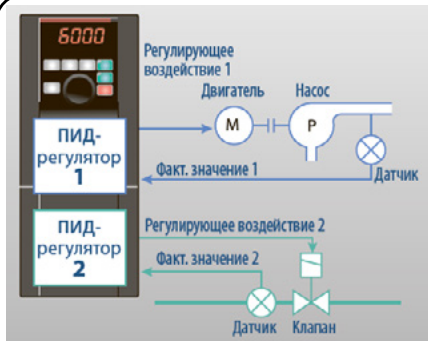 6000
Регулирующее
воздействие 1
Двигатель
Насос
M
P
ПИД-
регулятор
1
Факт. значение 1
Датчик
ПИД-
регулятор
2
Регулирующее воздействие 2
Факт. значение 2
Датчик
Клапан